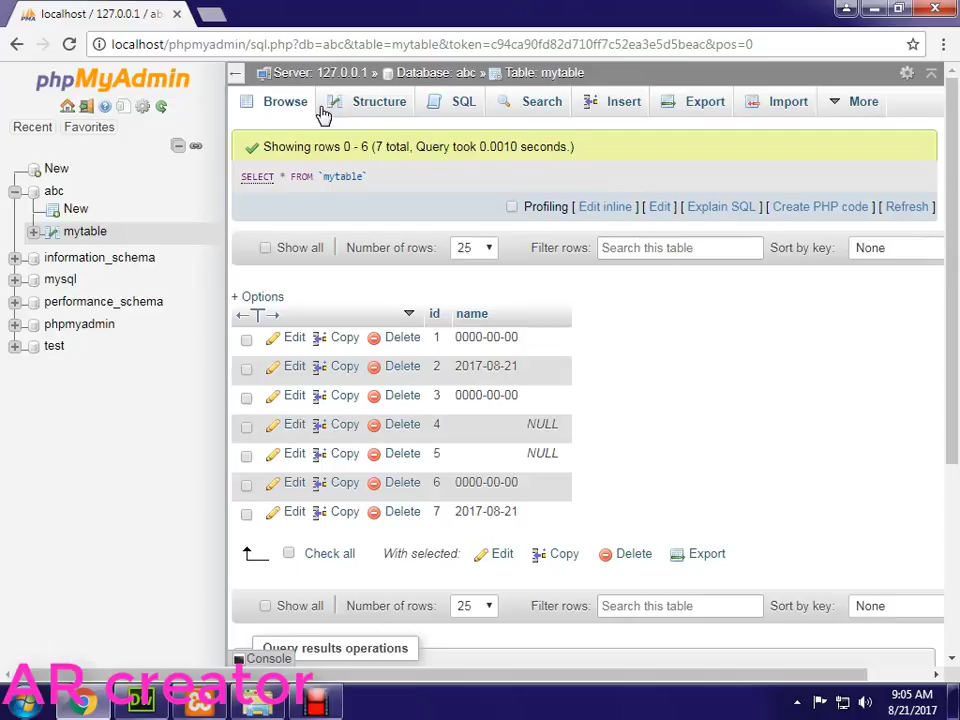 localhost / 127.0.0.1 / ab
localhost/phpmyadmin/sql.php?db=abc&table=mytable&token=c94ca90fd82d710ff7c52ea3e5d5beac&pos=0
phpMyAdmin
Recent Favorites
New
abc
New
mytable
information_schema
mysql
performance_schema
phpmyadmin
test
Server: 127.0.0.1 » Database: abc » Table: mytable
Browse Structure SQL Search Insert Export Import More
Showing rows 0 - 6 (7 total, Query took 0.0010 seconds.)
SELECT * FROM `mytable`
Profiling [ Edit inline ] [ Edit ] [ Explain SQL ] [ Create PHP code ] [ Refresh ]
Show all Number of rows: 25 Filter rows: Search this table Sort by key: None
+ Options
id name
Edit Copy Delete 1 0000-00-00
Edit Copy Delete 2 2017-08-21
Edit Copy Delete 3 0000-00-00
Edit Copy Delete 4 NULL
Edit Copy Delete 5 NULL
Edit Copy Delete 6 0000-00-00
Edit Copy Delete 7 2017-08-21
Check all With selected: Edit Copy Delete Export
Show all Number of rows: 25 Filter rows: Search this table Sort by key: None
Query results operations
Console
AR creator
Dw
9:05 AM
8/21/2017